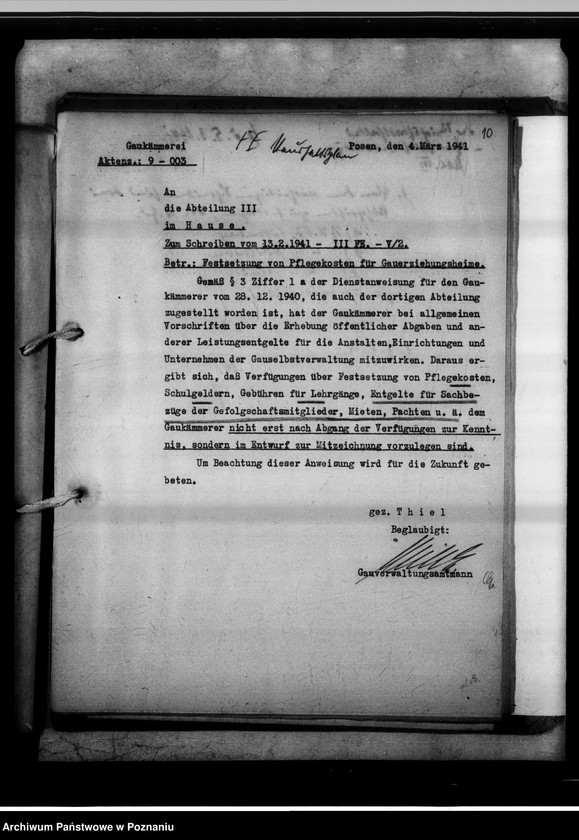 10
Gaukämmerei
Haushaltsplan
Posen, den 4.März 1941
Aktenz.: 9 - 003
An
die Abteilung III
im H a u s e .
Zum Schreiben vom 13.2.1941 - III FE. - V/2.
Betr.: Festsetzung von Pflegekosten für Gauerziehungsheime.
Gemäß § 3 Ziffer 1 a der Dienstanweisung für den Gau-
kämmerer vom 28. 12. 1940, die auch der dortigen Abteilung
zugestellt worden ist, hat der Gaukämmerer bei allgemeinen
Vorschriften über die Erhebung öffentlicher Abgaben und an-
derer Leistungsentgelte für die Anstalten,Einrichtungen und
Unternehmen der Gauselbstverwaltung mitzuwirken. Daraus er-
gibt sich, daß Verfügungen über Festsetzung von Pflegekosten,
Schulgeldern, Gebühren für Lehrgänge, Entgelte für Sachbe-
züge der Gefolgschaftsmitglieder, Mieten, Pachten u. ä. dem
Gaukämmerer nicht erst nach Abgang der Verfügungen zur Kennt-
nis, sondern im Entwurf zur Mitzeichnung vorzulegen sind.
Um Beachtung dieser Anweisung wird für die Zukunft ge-
beten.
gez. T h i e l
Beglaubigt:
Gauverwaltungsamtmann
Archiwum Państwowe w Poznaniu